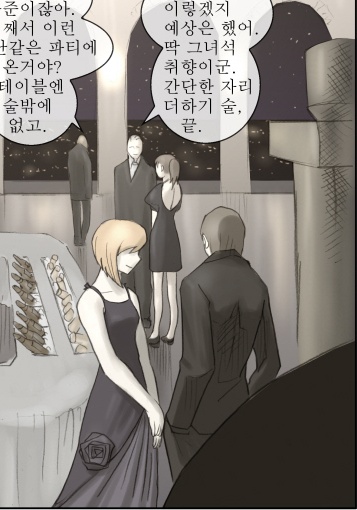 준이잖아.
째서 이런
같은 파티에
온거야?
테이블엔
술밖에
없고.
이렇겠지
예상은 했어.
딱 그녀석
취향이군.
간단한 자리
더하기 술,
끝.